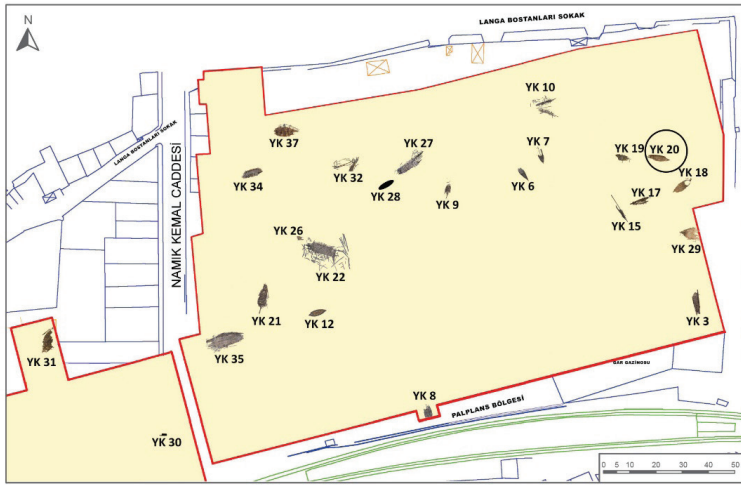 N
LANGA BOSTANLARI SOKAK
LANGA BOSTANLARI SOKAK
NAMIK KEMAL CADDESİ
YK 10
YK 37
YK 27
YK 7
YK 19
YK 20
YK 32
YK 34
YK 28
YK 6
YK 18
YK 9
YK 17
YK 15
YK 26
YK 22
YK 29
YK 21
YK 12
YK 3
YK 35
YK 31
BAR GAZİNOSU
YK 8
PALPLANS BÖLGESİ
YK 30
0 5 10 20 30 40 50